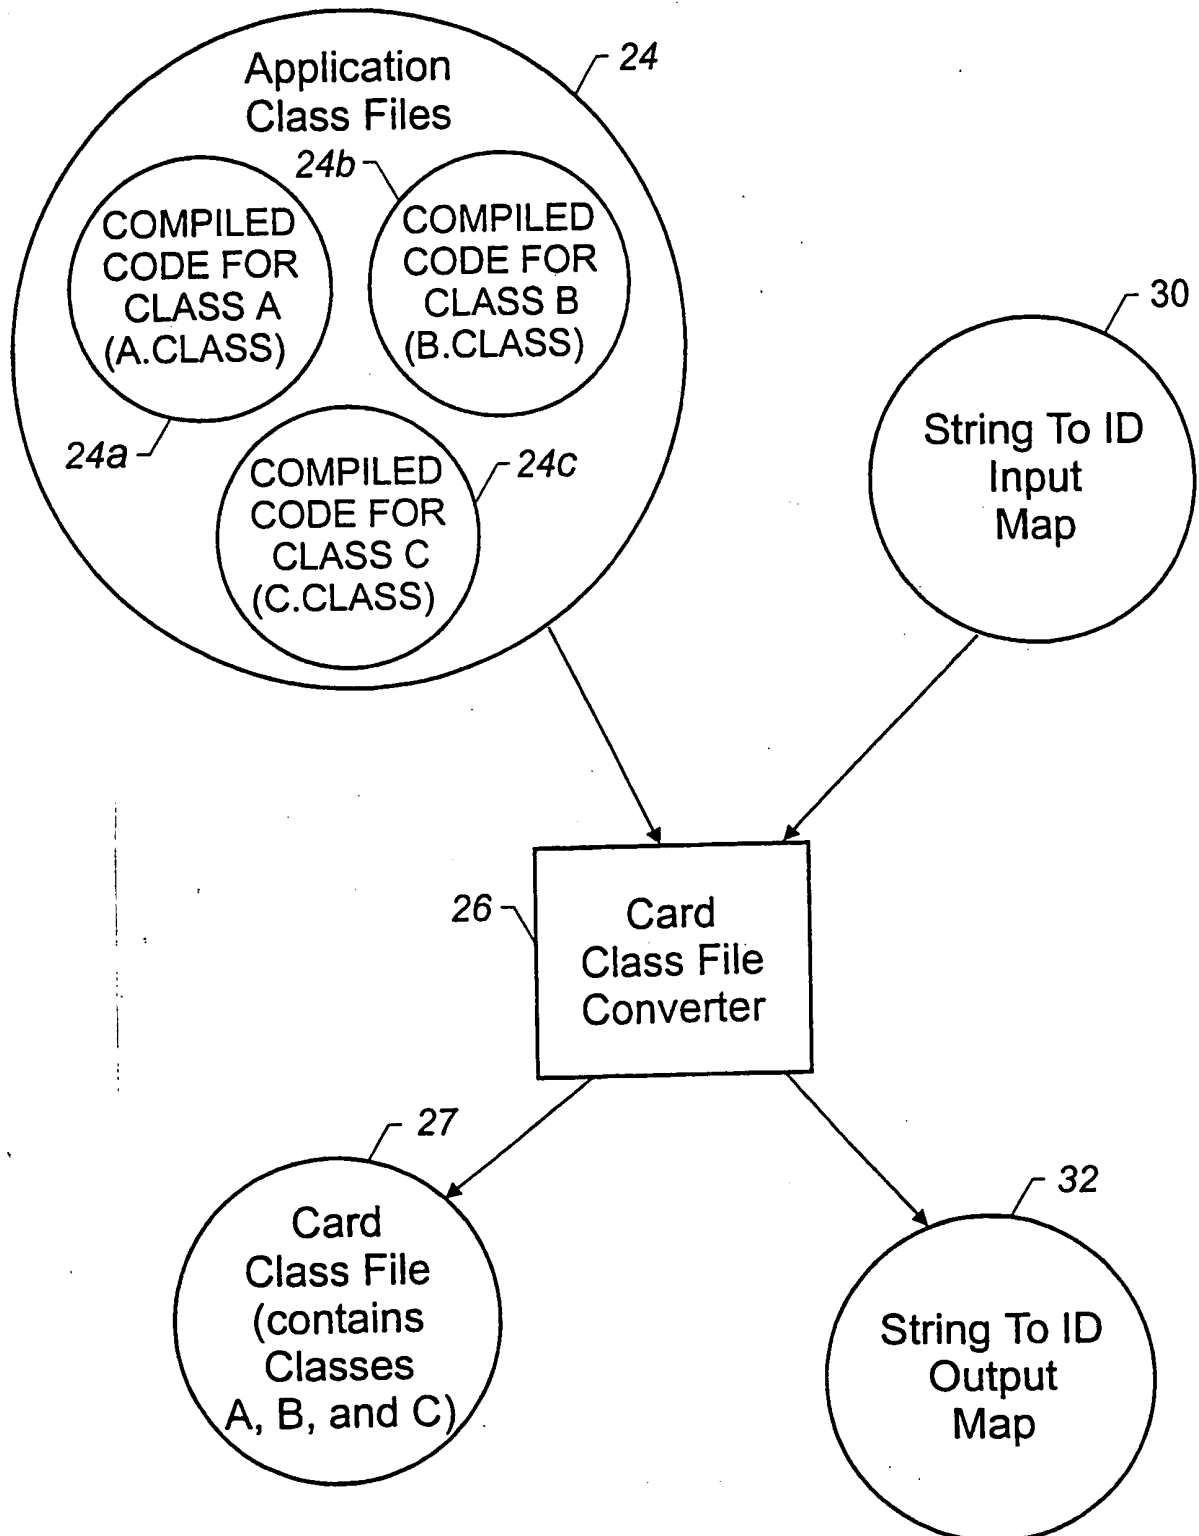 Application
Class Files
24
24b
COMPILED
CODE FOR
CLASS A
(A.CLASS)
COMPILED
CODE FOR
CLASS B
(B.CLASS)
24a
COMPILED
CODE FOR
CLASS C
(C.CLASS)
24c
30
String To ID
Input
Map
26
Card
Class File
Converter
27
Card
Class File
(contains
Classes
A, B, and C)
32
String To ID
Output
Map